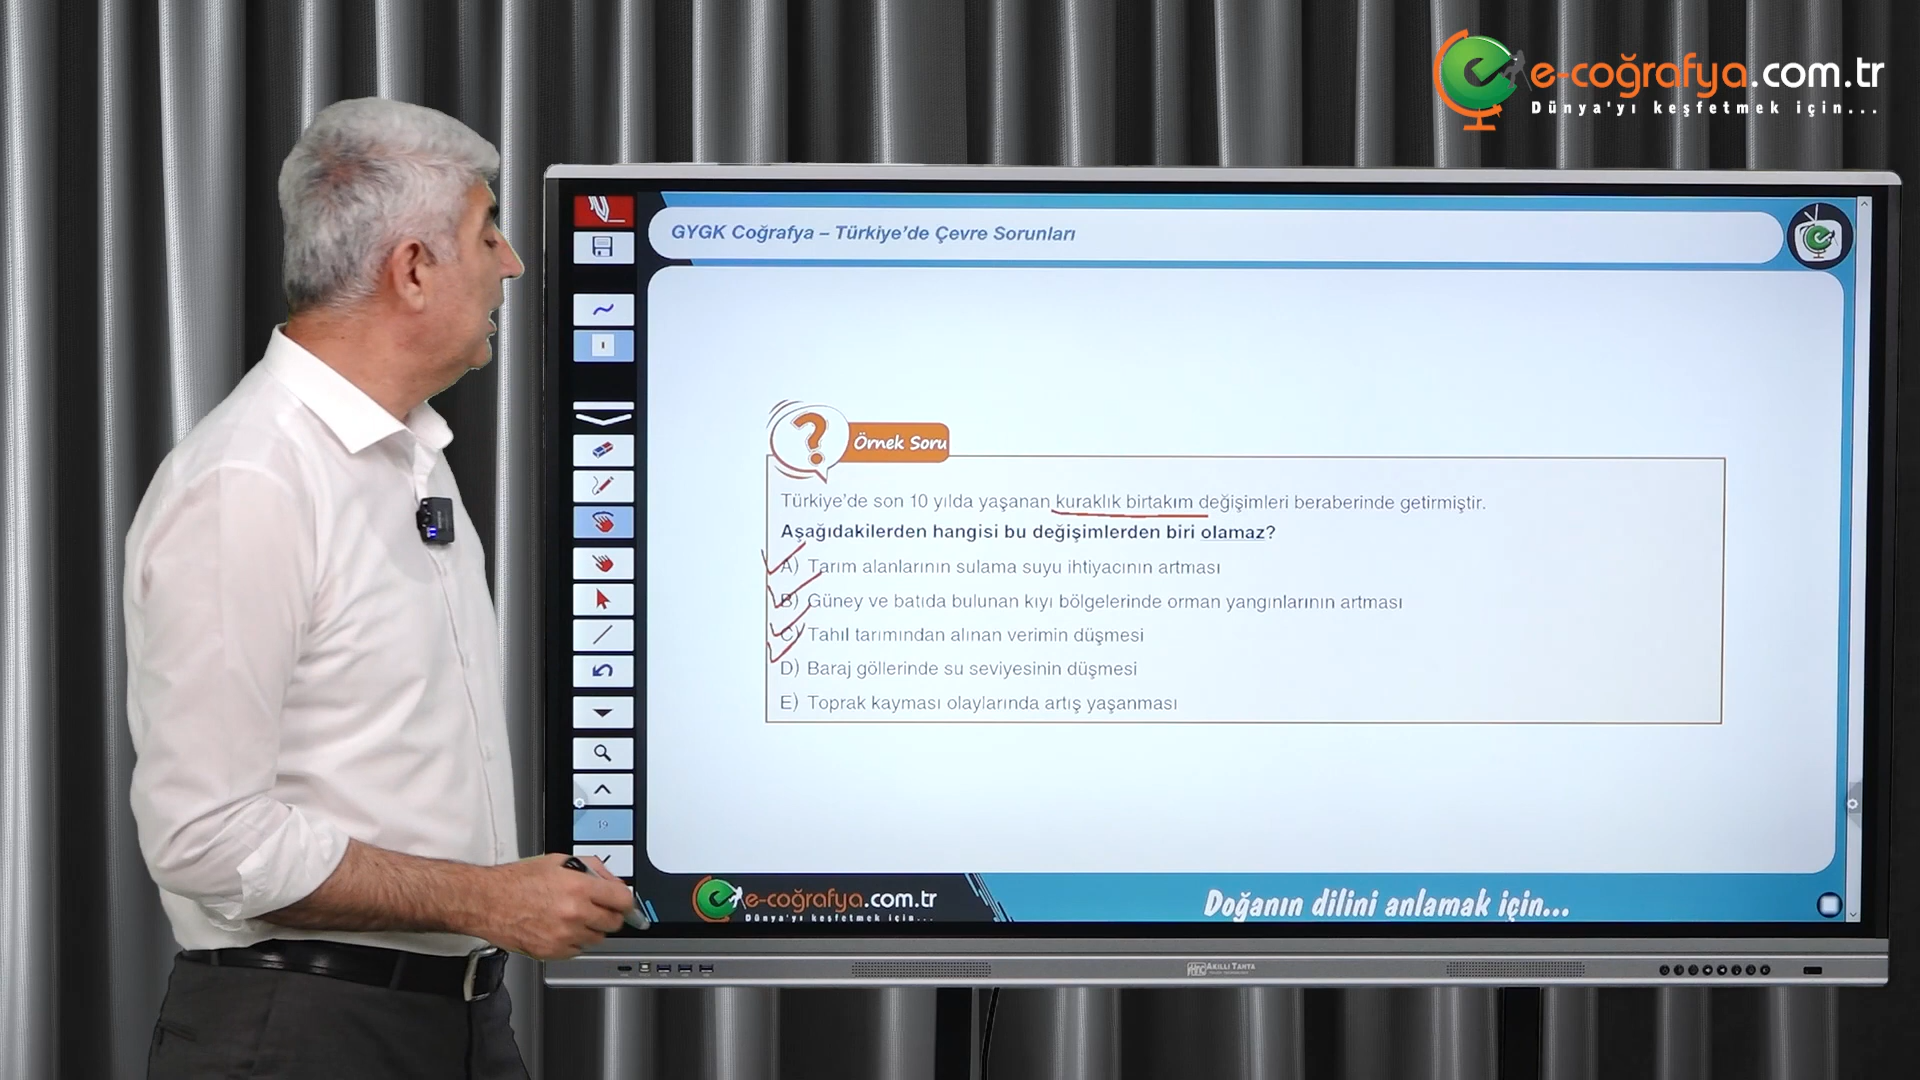 e-coğrafya.com.tr
Dünya'yı keşfetmek için...
GYGK Coğrafya – Türkiye'de Çevre Sorunları
Örnek Soru
Türkiye'de son 10 yılda yaşanan kuraklık birtakım değişimleri beraberinde getirmiştir.
Aşağıdakilerden hangisi bu değişimlerden biri olamaz?
A) Tarım alanlarının sulama suyu ihtiyacının artması
B) Güney ve batıda bulunan kıyı bölgelerinde orman yangınlarının artması
C) Tahıl tarımından alınan verimin düşmesi
D) Baraj göllerinde su seviyesinin düşmesi
E) Toprak kayması olaylarında artış yaşanması
19
e-coğrafya.com.tr
Dünya'yı keşfetmek için...
Doğanın dilini anlamak için...
AKILLI TAHTA